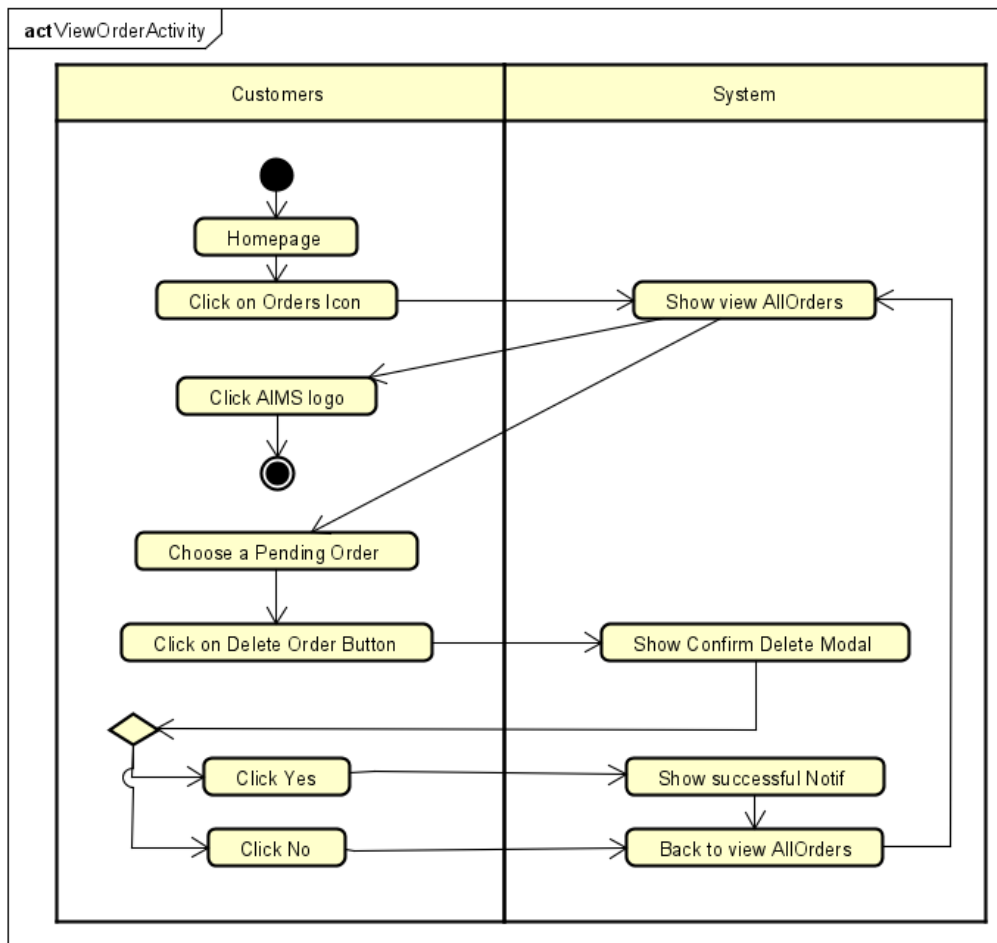 act ViewOrderActivity
Customers
System
Homepage
Click on Orders Icon
Show view AllOrders
Click AIMS logo
Choose a Pending Order
Click on Delete Order Button
Show Confirm Delete Modal
Click Yes
Show successful Notif
Click No
Back to view AllOrders